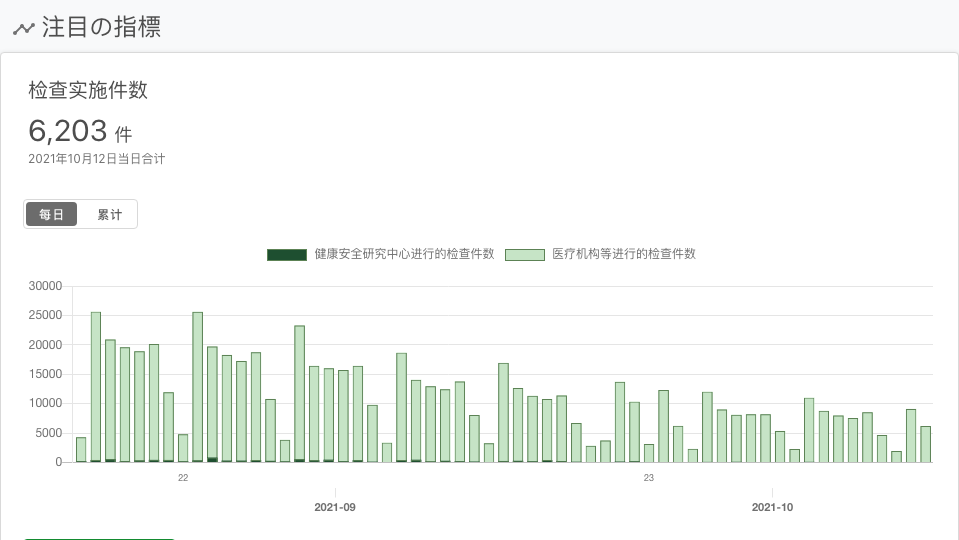 注目の指標
检查实施件数
6,203 件
2021年10月12日当日合计
每日 累计
健康安全研究中心进行的检查件数 医疗机构等进行的检查件数
30000
25000
20000
15000
10000
5000
0
22 23
2021-09 2021-10